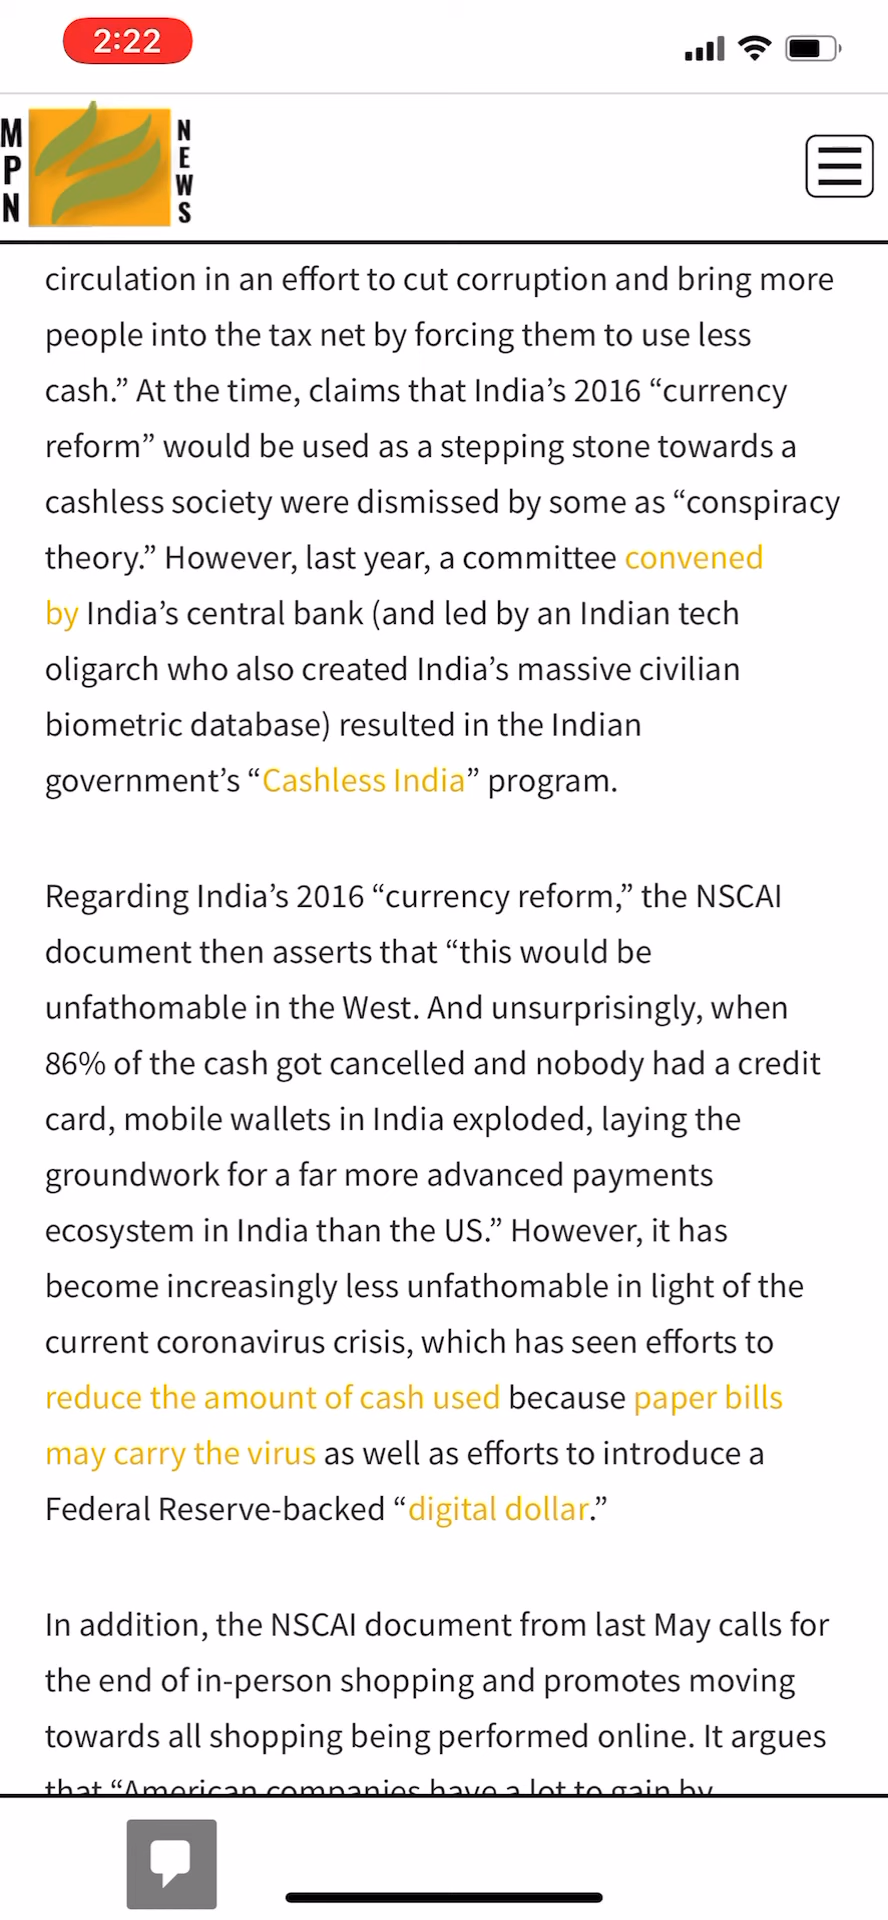 2:22
MPN NEWS
circulation in an effort to cut corruption and bring more
people into the tax net by forcing them to use less
cash.” At the time, claims that India’s 2016 “currency
reform” would be used as a stepping stone towards a
cashless society were dismissed by some as “conspiracy
theory.” However, last year, a committee convened
by India’s central bank (and led by an Indian tech
oligarch who also created India’s massive civilian
biometric database) resulted in the Indian
government’s “Cashless India” program.
Regarding India’s 2016 “currency reform,” the NSCAI
document then asserts that “this would be
unfathomable in the West. And unsurprisingly, when
86% of the cash got cancelled and nobody had a credit
card, mobile wallets in India exploded, laying the
groundwork for a far more advanced payments
ecosystem in India than the US.” However, it has
become increasingly less unfathomable in light of the
current coronavirus crisis, which has seen efforts to
reduce the amount of cash used because paper bills
may carry the virus as well as efforts to introduce a
Federal Reserve-backed “digital dollar.”
In addition, the NSCAI document from last May calls for
the end of in-person shopping and promotes moving
towards all shopping being performed online. It argues
that “American companies have a lot to gain by